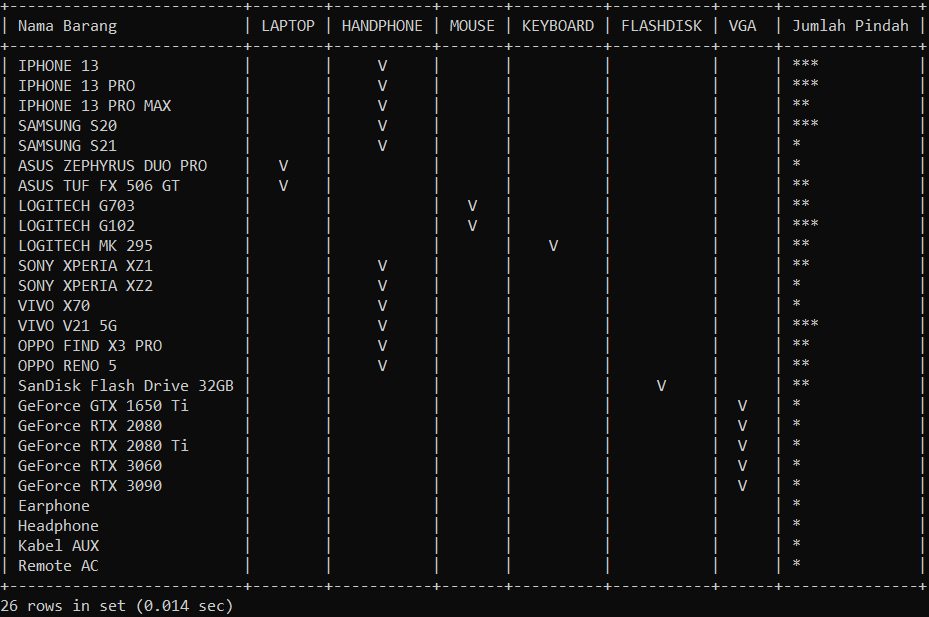 +--------------------------+--------+-----------+-------+----------+-----------+------+---------------+
| Nama Barang              | LAPTOP | HANDPHONE | MOUSE | KEYBOARD | FLASHDISK | VGA  | Jumlah Pindah |
+--------------------------+--------+-----------+-------+----------+-----------+------+---------------+
| IPHONE 13                |        |     V     |       |          |           |      | ***           |
| IPHONE 13 PRO            |        |     V     |       |          |           |      | ***           |
| IPHONE 13 PRO MAX        |        |     V     |       |          |           |      | **            |
| SAMSUNG S20              |        |     V     |       |          |           |      | ***           |
| SAMSUNG S21              |        |     V     |       |          |           |      | *             |
| ASUS ZEPHYRUS DUO PRO    |   V    |           |       |          |           |      | *             |
| ASUS TUF FX 506 GT       |   V    |           |       |          |           |      | **            |
| LOGITECH G703            |        |           |   V   |          |           |      | **            |
| LOGITECH G102            |        |           |   V   |          |           |      | ***           |
| LOGITECH MK 295          |        |           |       |    V     |           |      | **            |
| SONY XPERIA XZ1          |        |     V     |       |          |           |      | **            |
| SONY XPERIA XZ2          |        |     V     |       |          |           |      | *             |
| VIVO X70                 |        |     V     |       |          |           |      | *             |
| VIVO V21 5G              |        |     V     |       |          |           |      | ***           |
| OPPO FIND X3 PRO         |        |     V     |       |          |           |      | **            |
| OPPO RENO 5              |        |     V     |       |          |           |      | **            |
| SanDisk Flash Drive 32GB |        |           |       |          |     V     |      | **            |
| GeForce GTX 1650 Ti      |        |           |       |          |           |  V   | *             |
| GeForce RTX 2080         |        |           |       |          |           |  V   | *             |
| GeForce RTX 2080 Ti      |        |           |       |          |           |  V   | *             |
| GeForce RTX 3060         |        |           |       |          |           |  V   | *             |
| GeForce RTX 3090         |        |           |       |          |           |  V   | *             |
| Earphone                 |        |           |       |          |           |      | *             |
| Headphone                |        |           |       |          |           |      | *             |
| Kabel AUX                |        |           |       |          |           |      | *             |
| Remote AC                |        |           |       |          |           |      | *             |
+--------------------------+--------+-----------+-------+----------+-----------+------+---------------+
26 rows in set (0.014 sec)